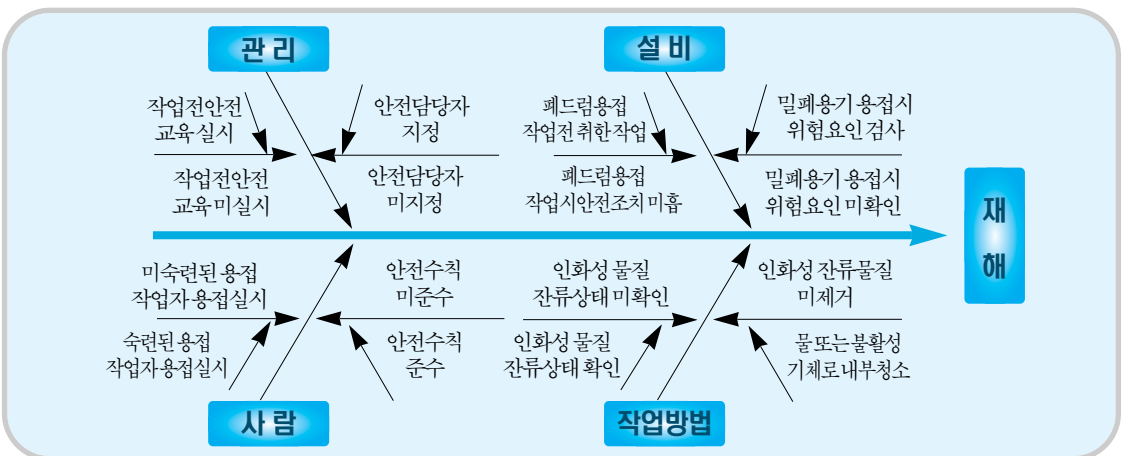 관 리
설 비
작업전안전
교육 실시
안전담당자
지정
작업전안전
교육 미실시
안전담당자
미지정
폐드럼용접
작업전 취한 작업
밀폐용기 용접시
위험요인 검사
폐드럼용접
작업시안전조치 미흡
밀폐용기 용접시
위험요인 미확인
재
해
미숙련된 용접
작업자 용접실시
안전수칙
미준수
숙련된 용접
작업자 용접실시
안전수칙
준수
인화성 물질
잔류상태 미확인
인화성 잔류물질
미제거
인화성 물질
잔류상태 확인
물 또는 불활성
기체로 내부청소
사 람
작업방법